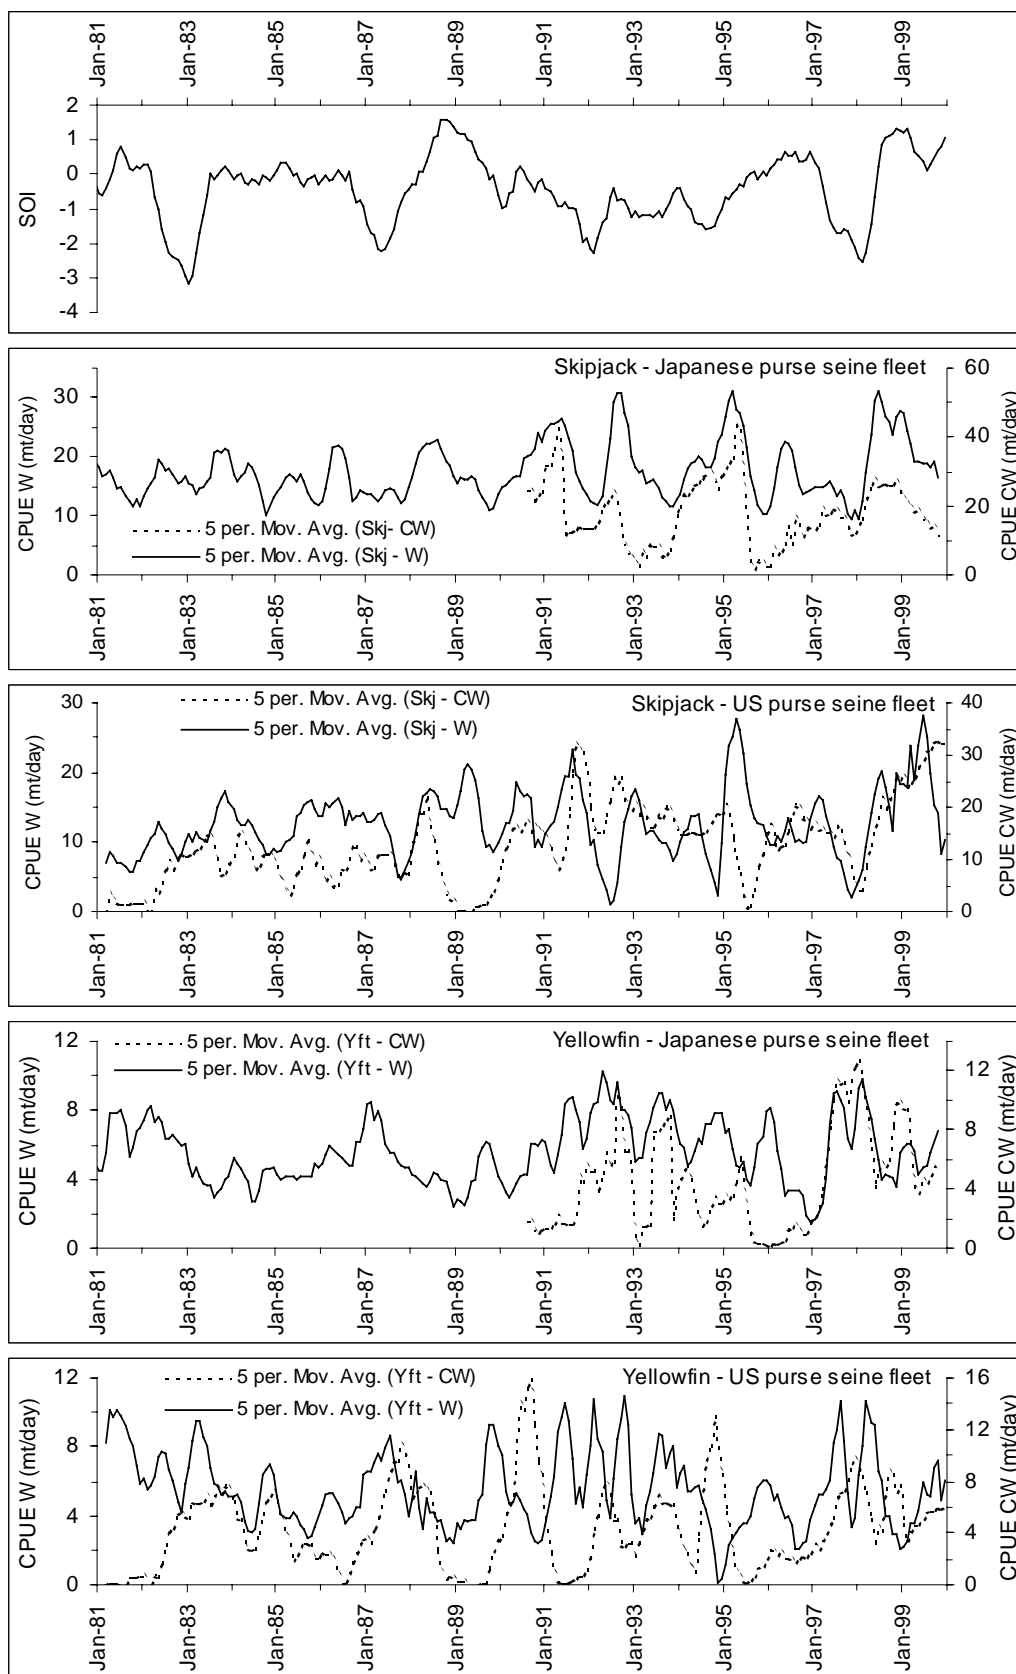 Jan-81 Jan-83 Jan-85 Jan-87 Jan-89 Jan-91 Jan-93 Jan-95 Jan-97 Jan-99
2
1
0
-1
-2
-3
-4
SOI
Skipjack - Japanese purse seine fleet
30
20
10
0
CPUE W (mt/day)
60
40
20
0
CPUE CW (mt/day)
5 per. Mov. Avg. (Skj- CW)
5 per. Mov. Avg. (Skj - W)
Jan-81 Jan-83 Jan-85 Jan-87 Jan-89 Jan-91 Jan-93 Jan-95 Jan-97 Jan-99
5 per. Mov. Avg. (Skj - CW)
5 per. Mov. Avg. (Skj - W)
Skipjack - US purse seine fleet
30
20
10
0
CPUE W (mt/day)
40
30
20
10
0
CPUE CW (mt/day)
Jan-81 Jan-83 Jan-85 Jan-87 Jan-89 Jan-91 Jan-93 Jan-95 Jan-97 Jan-99
5 per. Mov. Avg. (Yft - CW)
5 per. Mov. Avg. (Yft - W)
Yellowfin - Japanese purse seine fleet
12
8
4
0
CPUE W (mt/day)
12
8
4
0
CPUE CW (mt/day)
Jan-81 Jan-83 Jan-85 Jan-87 Jan-89 Jan-91 Jan-93 Jan-95 Jan-97 Jan-99
5 per. Mov. Avg. (Yft - CW)
5 per. Mov. Avg. (Yft - W)
Yellowfin - US purse seine fleet
12
8
4
0
CPUE W (mt/day)
16
12
8
4
0
CPUE CW (mt/day)
Jan-81 Jan-83 Jan-85 Jan-87 Jan-89 Jan-91 Jan-93 Jan-95 Jan-97 Jan-99